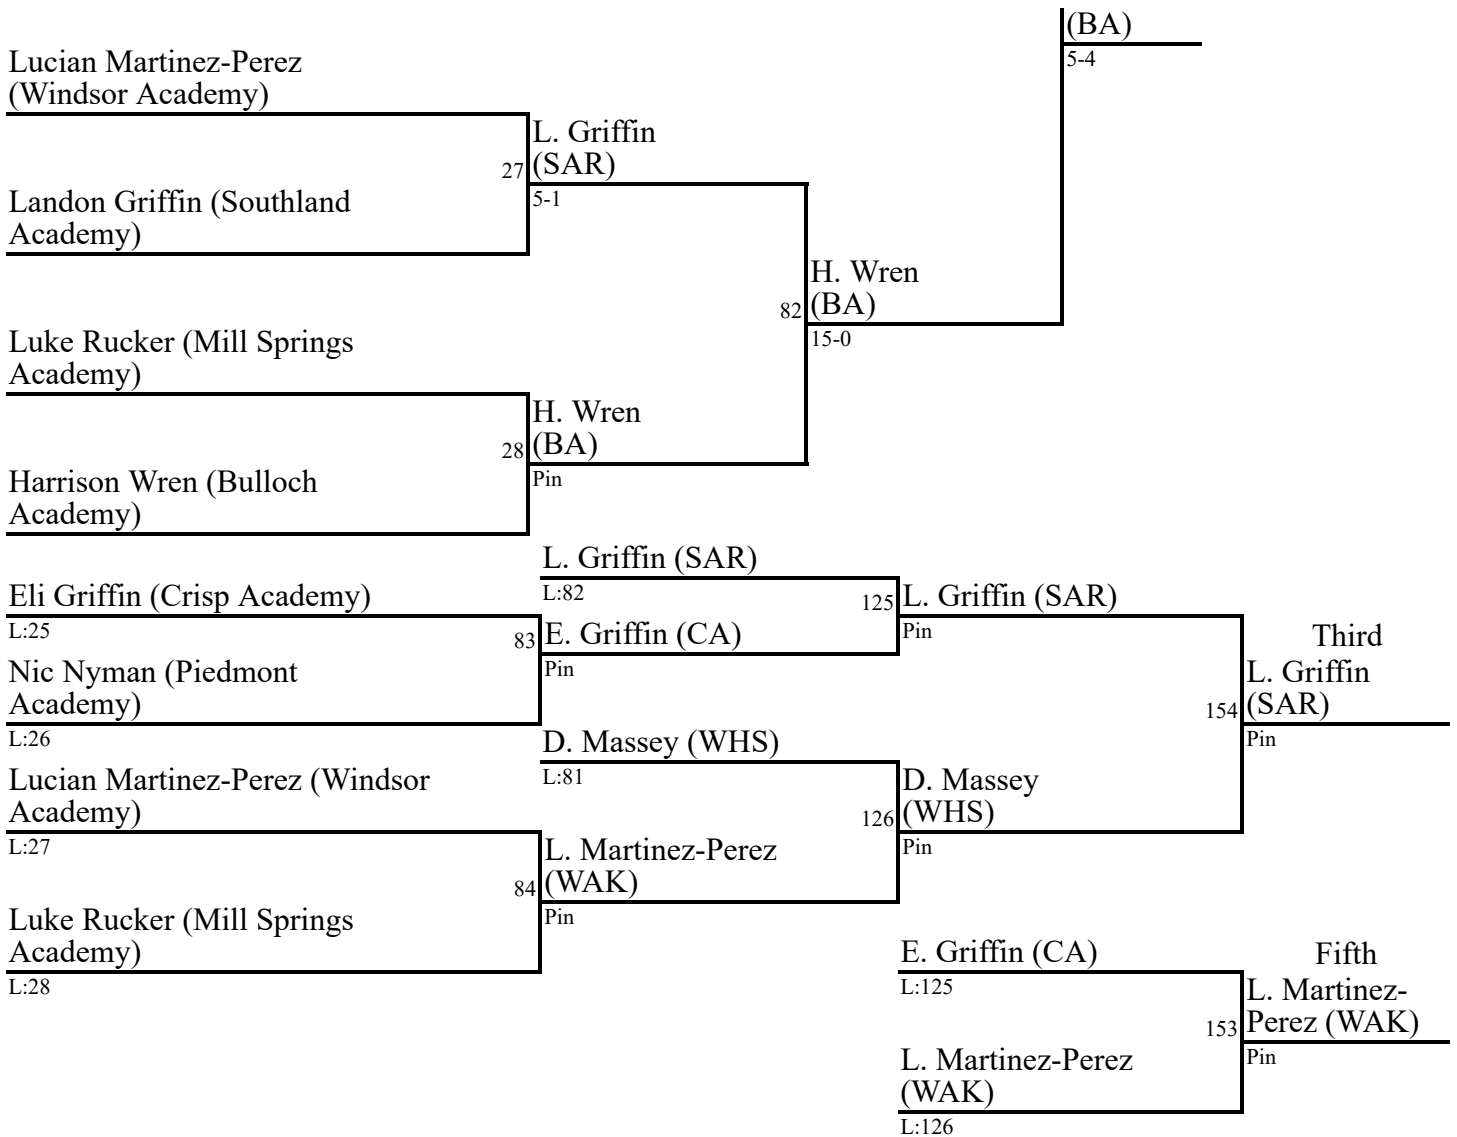 (BA)
5-4
Lucian Martinez-Perez
(Windsor Academy)
L. Griffin
(SAR)
27
5-1
Landon Griffin (Southland
Academy)
H. Wren
(BA)
82
15-0
Luke Rucker (Mill Springs
Academy)
H. Wren
(BA)
28
Pin
Harrison Wren (Bulloch
Academy)
L. Griffin (SAR)
L:82
Eli Griffin (Crisp Academy)
L:25
125
L. Griffin (SAR)
Pin
83
E. Griffin (CA)
Pin
Nic Nyman (Piedmont
Academy)
L:26
Third
L. Griffin
(SAR)
154
Pin
D. Massey (WHS)
L:81
Lucian Martinez-Perez (Windsor
Academy)
L:27
D. Massey
(WHS)
126
Pin
L. Martinez-Perez
(WAK)
84
Pin
Luke Rucker (Mill Springs
Academy)
L:28
E. Griffin (CA)
L:125
Fifth
L. Martinez-
Perez (WAK)
153
Pin
L. Martinez-Perez
(WAK)
L:126